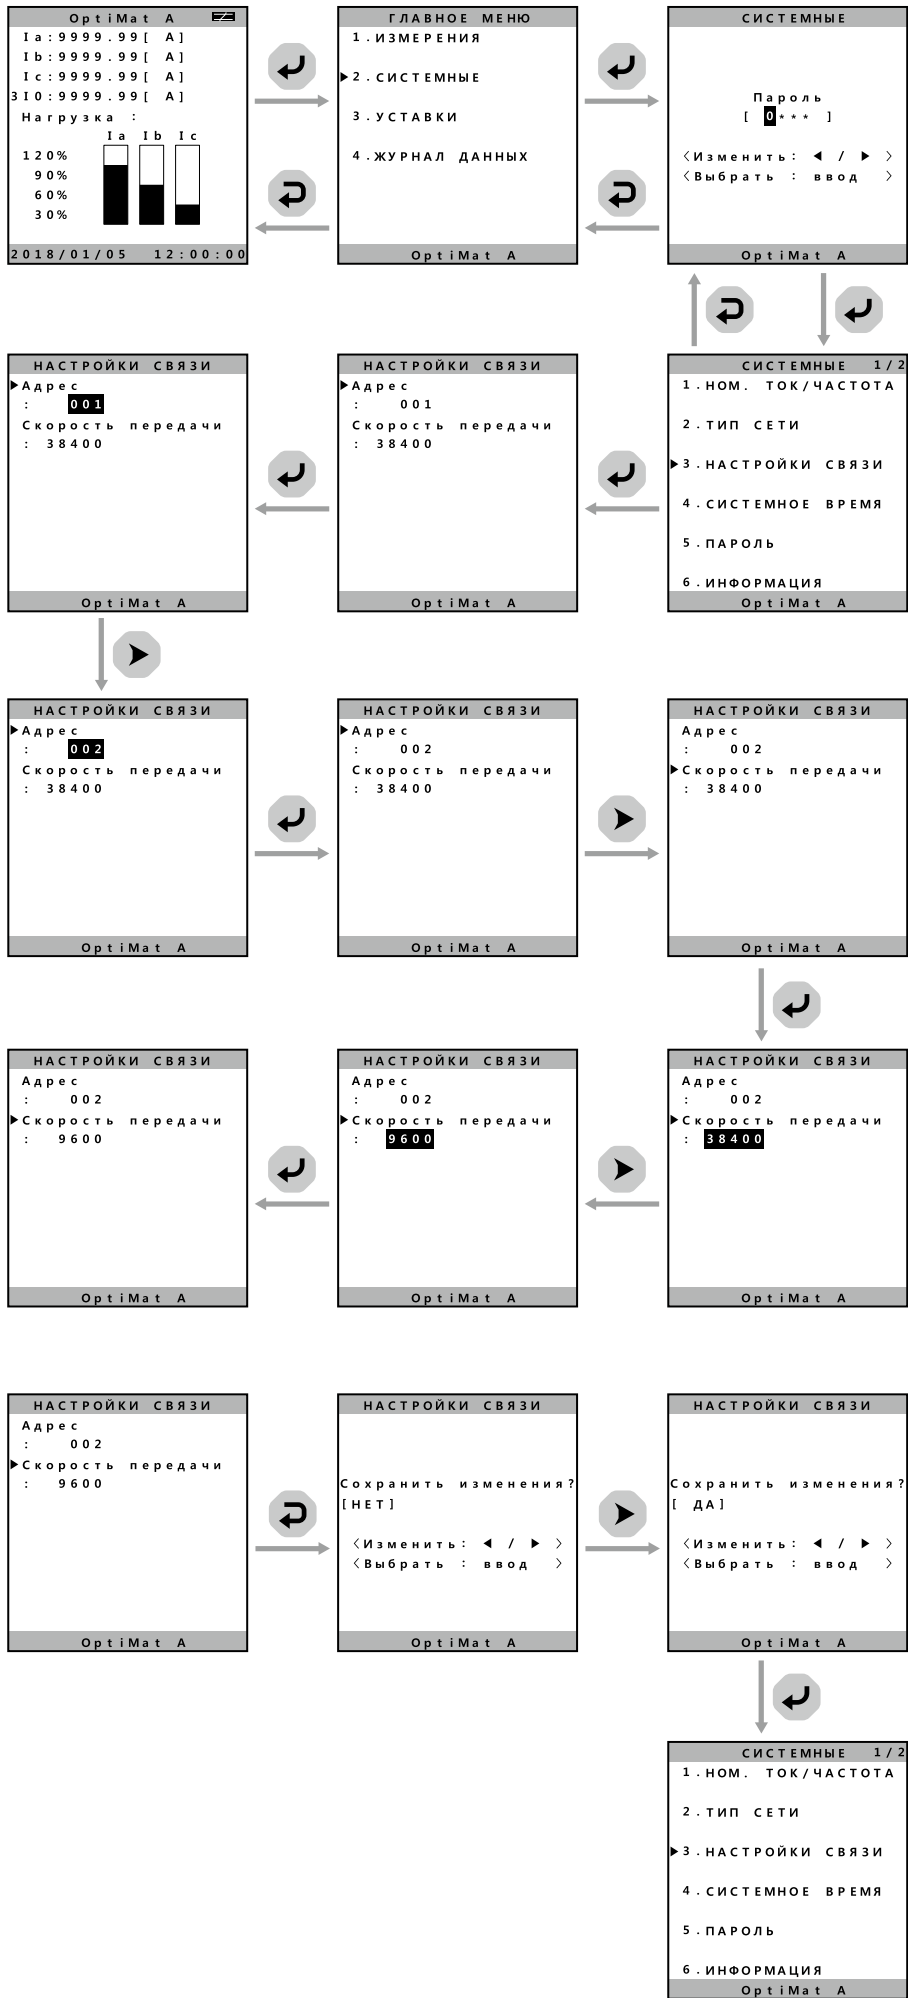 OptiMat A
Ia:9999.99[ A]
Ib:9999.99[ A]
Ic:9999.99[ A]
3I0:9999.99[ A]
Нагрузка :
Ia Ib Ic
120%
90%
60%
30%
2018/01/05 12:00:00
ГЛАВНОЕ МЕНЮ
1.ИЗМЕРЕНИЯ
▶2.СИСТЕМНЫЕ
3.УСТАВКИ
4.ЖУРНАЛ ДАННЫХ
OptiMat A
СИСТЕМНЫЕ
Пароль
[ 0*** ]
〈Изменить: ◀ / ▶ 〉
〈Выбрать : ввод 〉
OptiMat A
НАСТРОЙКИ СВЯЗИ
▶Адрес
: 001
Скорость передачи
: 38400
OptiMat A
НАСТРОЙКИ СВЯЗИ
▶Адрес
: 001
Скорость передачи
: 38400
OptiMat A
СИСТЕМНЫЕ 1/2
1.НОМ. ТОК/ЧАСТОТА
2.ТИП СЕТИ
▶3.НАСТРОЙКИ СВЯЗИ
4.СИСТЕМНОЕ ВРЕМЯ
5.ПАРОЛЬ
6.ИНФОРМАЦИЯ
OptiMat A
НАСТРОЙКИ СВЯЗИ
▶Адрес
: 002
Скорость передачи
: 38400
OptiMat A
НАСТРОЙКИ СВЯЗИ
▶Адрес
: 002
Скорость передачи
: 38400
OptiMat A
НАСТРОЙКИ СВЯЗИ
Адрес
: 002
▶Скорость передачи
: 38400
OptiMat A
НАСТРОЙКИ СВЯЗИ
Адрес
: 002
▶Скорость передачи
: 9600
OptiMat A
НАСТРОЙКИ СВЯЗИ
Адрес
: 002
▶Скорость передачи
: 9600
OptiMat A
НАСТРОЙКИ СВЯЗИ
Адрес
: 002
▶Скорость передачи
: 38400
OptiMat A
НАСТРОЙКИ СВЯЗИ
Адрес
: 002
▶Скорость передачи
: 9600
OptiMat A
НАСТРОЙКИ СВЯЗИ
Сохранить изменения?
[НЕТ]
〈Изменить: ◀ / ▶ 〉
〈Выбрать : ввод 〉
OptiMat A
НАСТРОЙКИ СВЯЗИ
Сохранить изменения?
[ ДА]
〈Изменить: ◀ / ▶ 〉
〈Выбрать : ввод 〉
OptiMat A
СИСТЕМНЫЕ 1/2
1.НОМ. ТОК/ЧАСТОТА
2.ТИП СЕТИ
▶3.НАСТРОЙКИ СВЯЗИ
4.СИСТЕМНОЕ ВРЕМЯ
5.ПАРОЛЬ
6.ИНФОРМАЦИЯ
OptiMat A